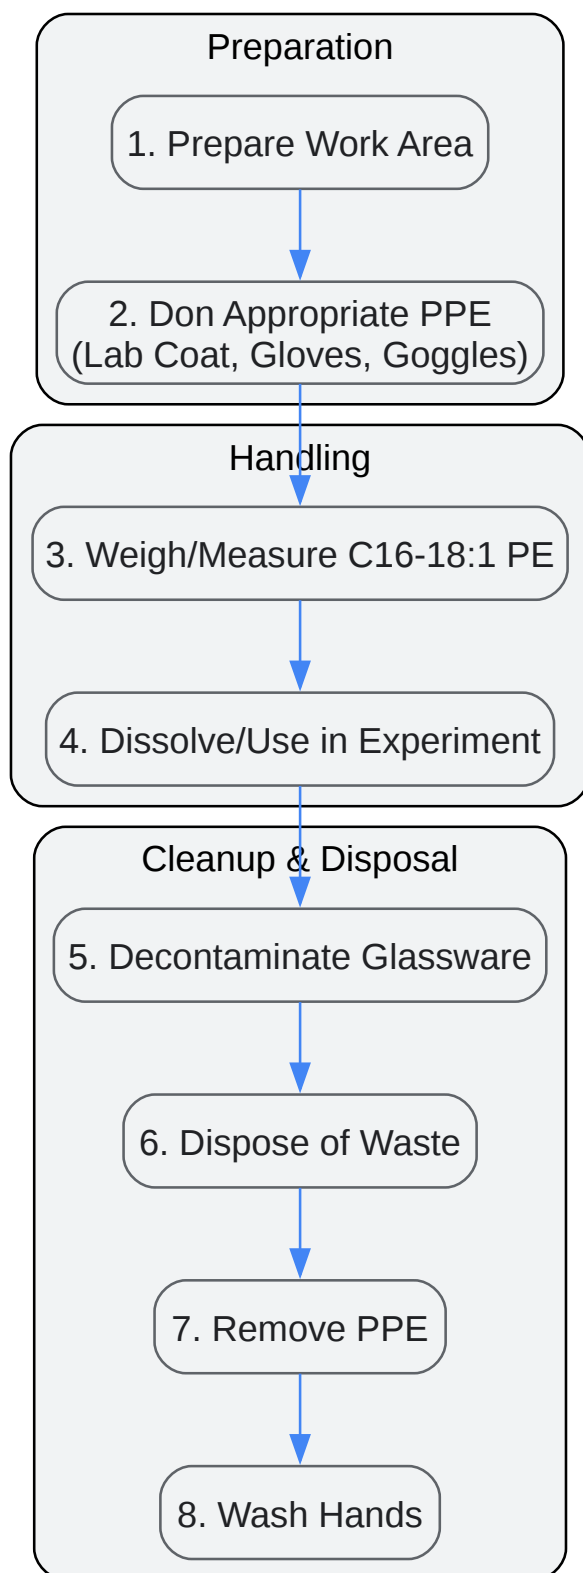 Preparation
1. Prepare Work Area
2. Don Appropriate PPE
(Lab Coat, Gloves, Goggles)
Handling
3. Weigh/Measure C16-18:1 PE
4. Dissolve/Use in Experiment
Cleanup & Disposal
5. Decontaminate Glassware
6. Dispose of Waste
7. Remove PPE
8. Wash Hands